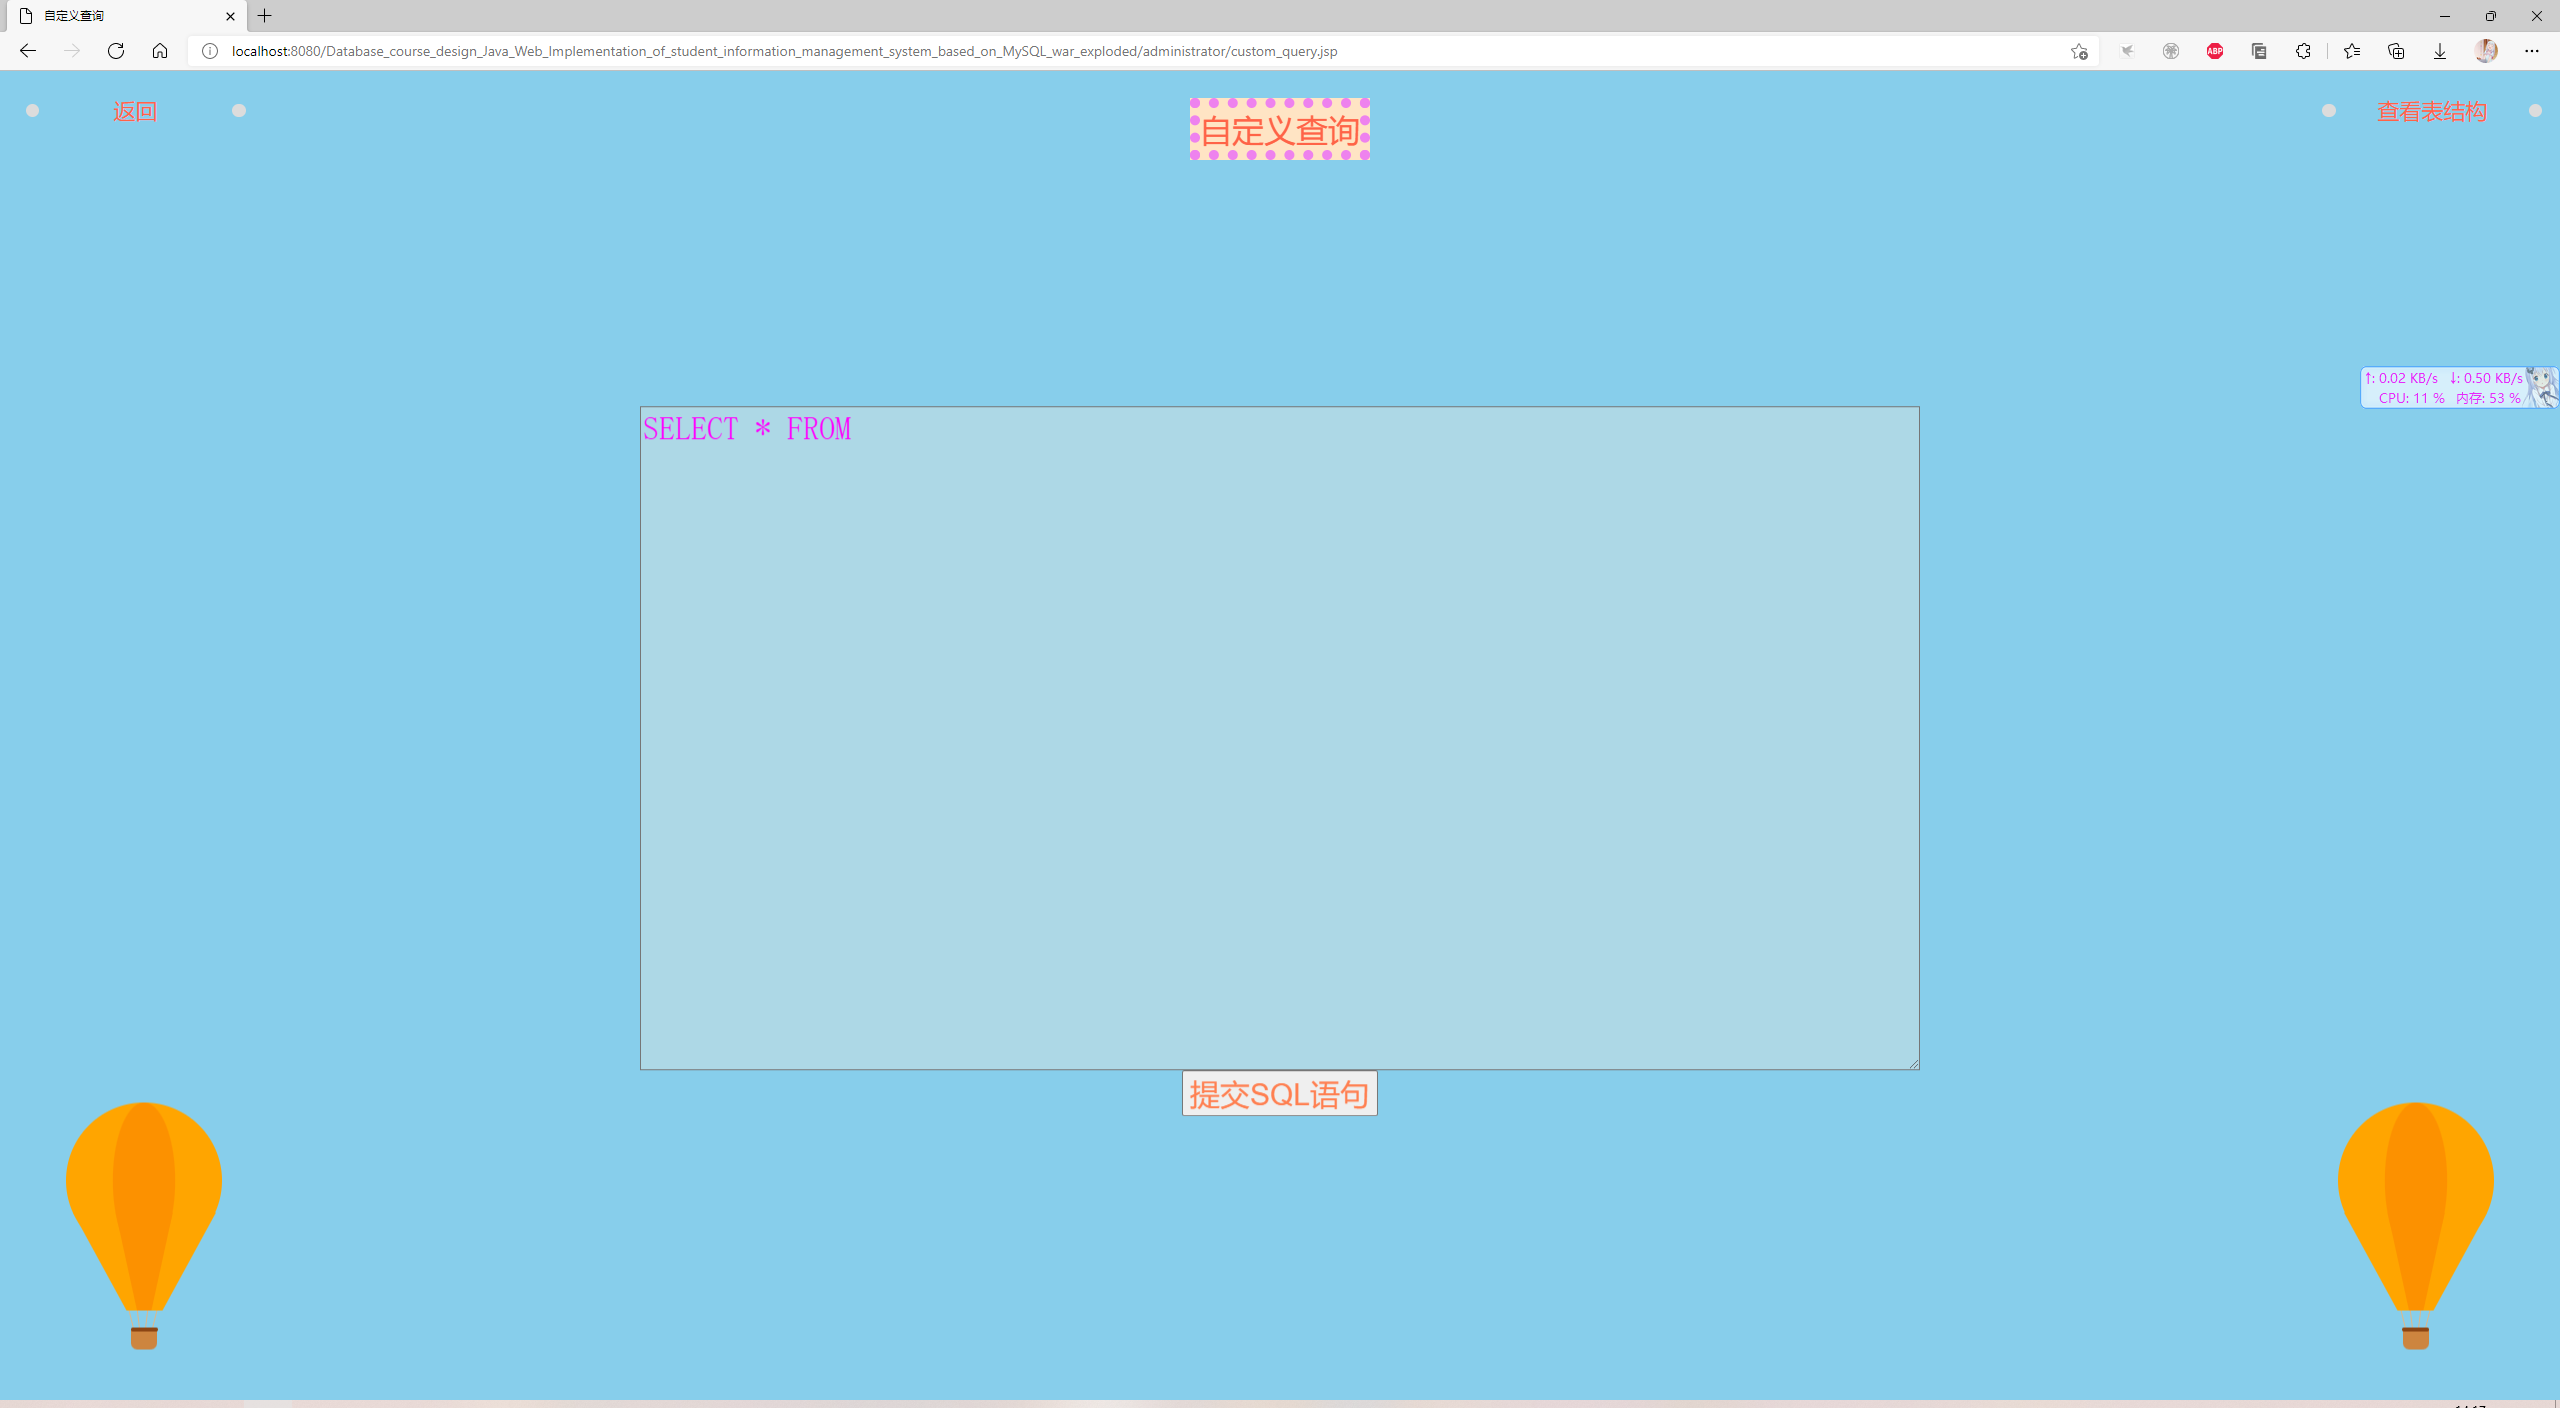 自定义查询
localhost:8080/Database_course_design_Java_Web_Implementation_of_student_information_management_system_based_on_MySQL_war_exploded/administrator/custom_query.jsp
ABP
返回
自定义查询
查看表结构
↑: 0.02 KB/s ↓: 0.50 KB/s
CPU: 11 % 内存: 53 %
SELECT * FROM
提交SQL语句